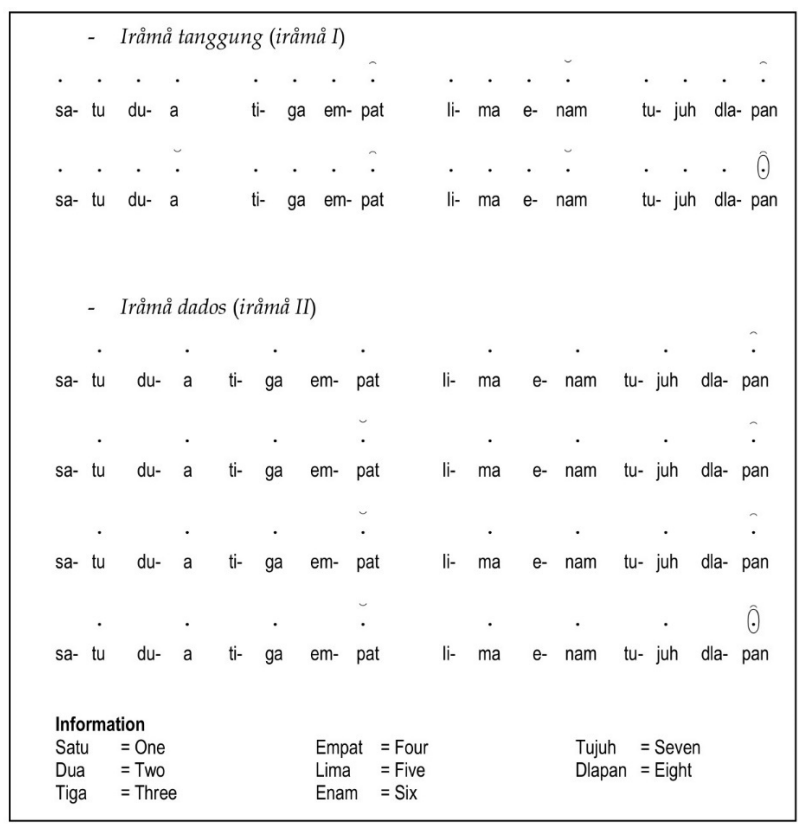 - Iråmå tanggung (iråmå I)
. . . . . . . . . . . . . . . .
sa- tu du- a ti- ga em- pat li- ma e- nam tu- juh dla- pan
. . . . . . . . . . . . . . . .
sa- tu du- a ti- ga em- pat li- ma e- nam tu- juh dla- pan
- Iråmå dados (iråmå II)
. . . . . . . .
sa- tu du- a ti- ga em- pat li- ma e- nam tu- juh dla- pan
. . . . . . . .
sa- tu du- a ti- ga em- pat li- ma e- nam tu- juh dla- pan
. . . . . . . .
sa- tu du- a ti- ga em- pat li- ma e- nam tu- juh dla- pan
. . . . . . . .
sa- tu du- a ti- ga em- pat li- ma e- nam tu- juh dla- pan
Information
Satu = One Empat = Four Tujuh = Seven
Dua = Two Lima = Five Dlapan = Eight
Tiga = Three Enam = Six